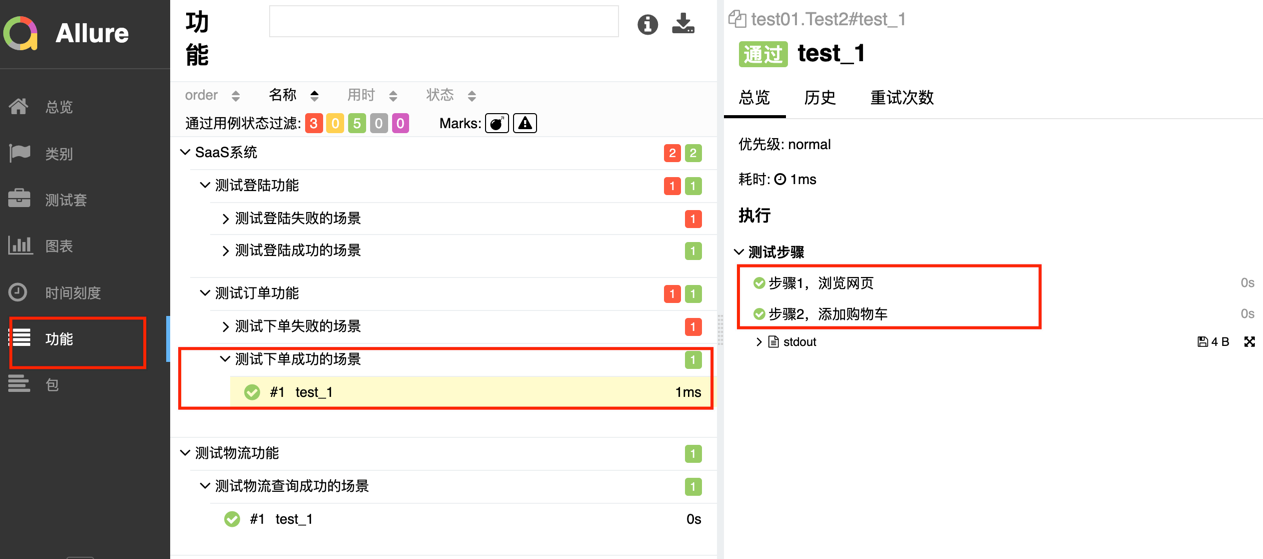 Allure
总览
类别
测试套
图表
时间刻度
功能
包
功
能
order 名称 用时 状态
通过用例状态过滤: 3 0 5 0 0 Marks:
SaaS系统 2 2
测试登陆功能 1 1
测试登陆失败的场景 1
测试登陆成功的场景 1
测试订单功能 1 1
测试下单失败的场景 1
测试下单成功的场景 1
#1 test_1 1ms
测试物流功能 1
测试物流查询成功的场景 1
#1 test_1 0s
test01.Test2#test_1
通过 test_1
总览 历史 重试次数
优先级: normal
耗时: 1ms
执行
测试步骤
步骤1，浏览网页 0s
步骤2，添加购物车 0s
stdout 4 B